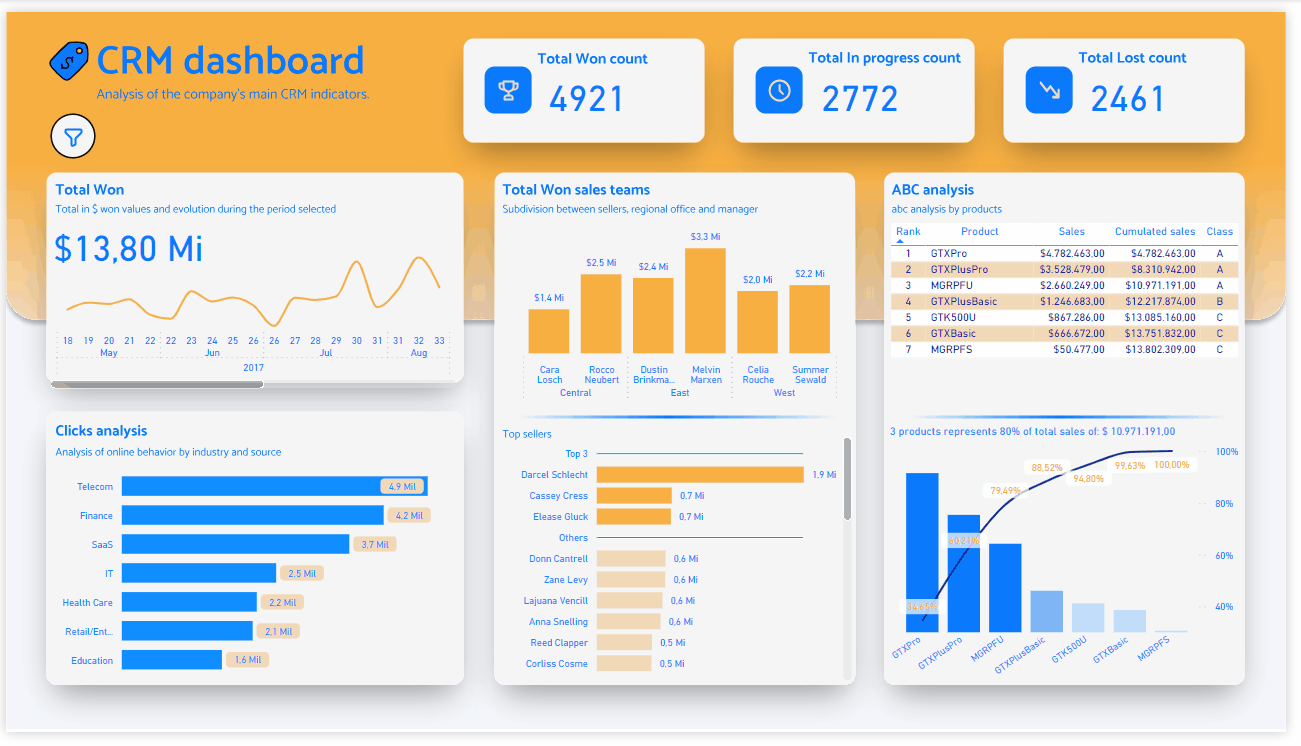 CRM dashboard
Analysis of the company's main CRM indicators.
Total Won count
4921
Total In progress count
2772
Total Lost count
2461
Total Won
Total in $ won values and evolution during the period selected
$13,80 Mi
18 19 20 21 22 22 23 24 25 26 26 27 28 29 30 31 31 32 33
May Jun Jul Aug
2017
Clicks analysis
Analysis of online behavior by industry and source
Telecom 4.9 Mil
Finance 4.2 Mil
SaaS 3,7 Mil
IT 2,5 Mil
Health Care 2,2 Mil
Retail/Ent... 2,1 Mil
Education 1,6 Mil
Total Won sales teams
Subdivision between sellers, regional office and manager
$1,4 Mi $2,5 Mi $2,4 Mi $3,3 Mi $2,0 Mi $2,2 Mi
Cara Losch Rocco Neubert Dustin Brinkma... Melvin Marxen Celia Rouche Summer Sewald
Central East West
Top sellers
Top 3
Darcel Schlecht 1.9 Mi
Cassey Cress 0,7 Mi
Elease Gluck 0,7 Mi
Others
Donn Cantrell 0,6 Mi
Zane Levy 0,6 Mi
Lajuana Vencill 0,6 Mi
Anna Snelling 0,6 Mi
Reed Clapper 0,5 Mi
Corliss Cosme 0,5 Mi
ABC analysis
abc analysis by products
Rank Product Sales Cumulated sales Class
1 GTXPro $4.782.463,00 $4.782.463,00 A
2 GTXPlusPro $3.528.479,00 $8.310.942,00 A
3 MGRPFU $2.660.249,00 $10.971.191,00 A
4 GTXPlusBasic $1.246.683,00 $12.217.874,00 B
5 GTK500U $867.286,00 $13.085.160,00 C
6 GTXBasic $666.672,00 $13.751.832,00 C
7 MGRPFS $50.477,00 $13.802.309,00 C
3 products represents 80% of total sales of: $ 10.971.191,00
34,65% 60,21% 79,49% 88,52% 94,80% 99,63% 100,00%
100%
80%
60%
40%
GTXPro GTXPlusPro MGRPFU GTXPlusBasic GTK500U GTXBasic MGRPFS